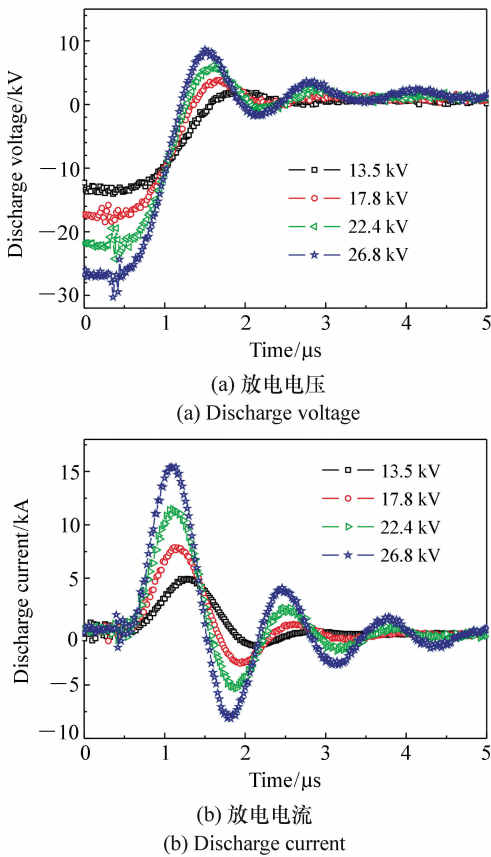 10
0
−10
−20
−30
Discharge voltage/kV
13.5 kV
17.8 kV
22.4 kV
26.8 kV
0 1 2 3 4 5
Time/μs
(a) 放电电压
(a) Discharge voltage
15
10
5
0
−5
−10
Discharge current/kA
13.5 kV
17.8 kV
22.4 kV
26.8 kV
0 1 2 3 4 5
Time/μs
(b) 放电电流
(b) Discharge current